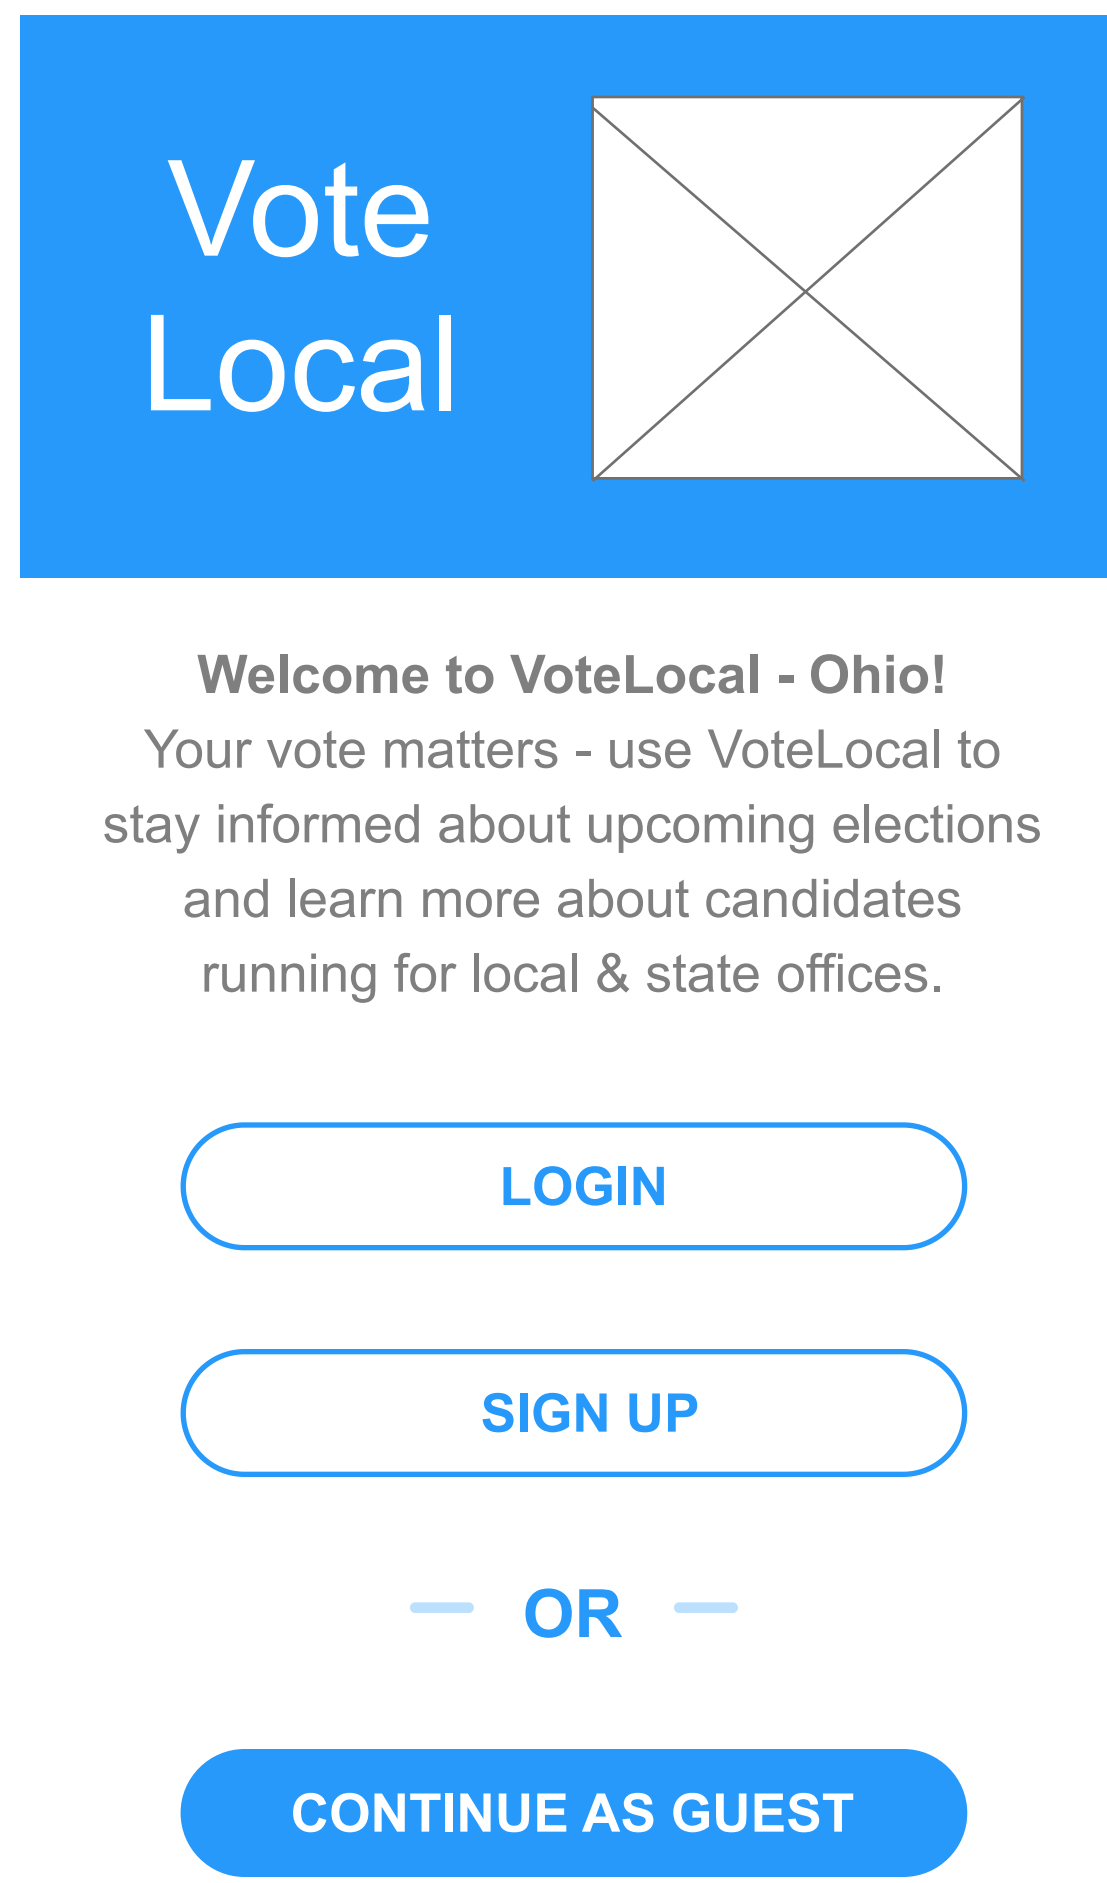 Vote
Local
Welcome to VoteLocal - Ohio!
Your vote matters - use VoteLocal to
stay informed about upcoming elections
and learn more about candidates
running for local & state offices.
LOGIN
SIGN UP
OR
CONTINUE AS GUEST